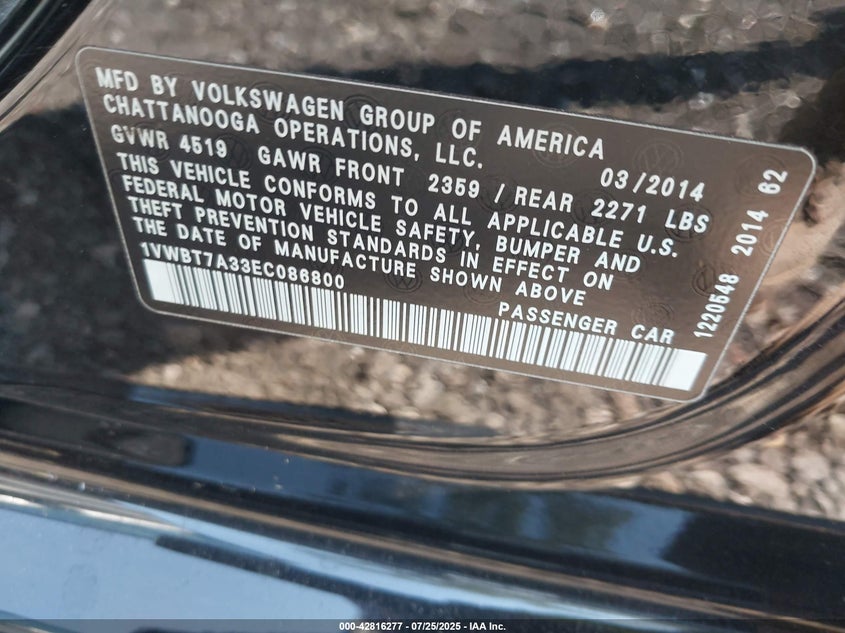 MFD BY VOLKSWAGEN GROUP OF AMERICA
CHATTANOOGA OPERATIONS, LLC.
03/2014
GVWR 4519 GAWR FRONT 2359 / REAR 2271 LBS
THIS VEHICLE CONFORMS TO ALL APPLICABLE U.S.
FEDERAL MOTOR VEHICLE SAFETY, BUMPER AND
THEFT PREVENTION STANDARDS IN EFFECT ON
THE DATE OF MANUFACTURE SHOWN ABOVE
1VWBT7A33EC086800
PASSENGER CAR
1220548 2014 62
000-42816277 - 07/25/2025 - IAA Inc.